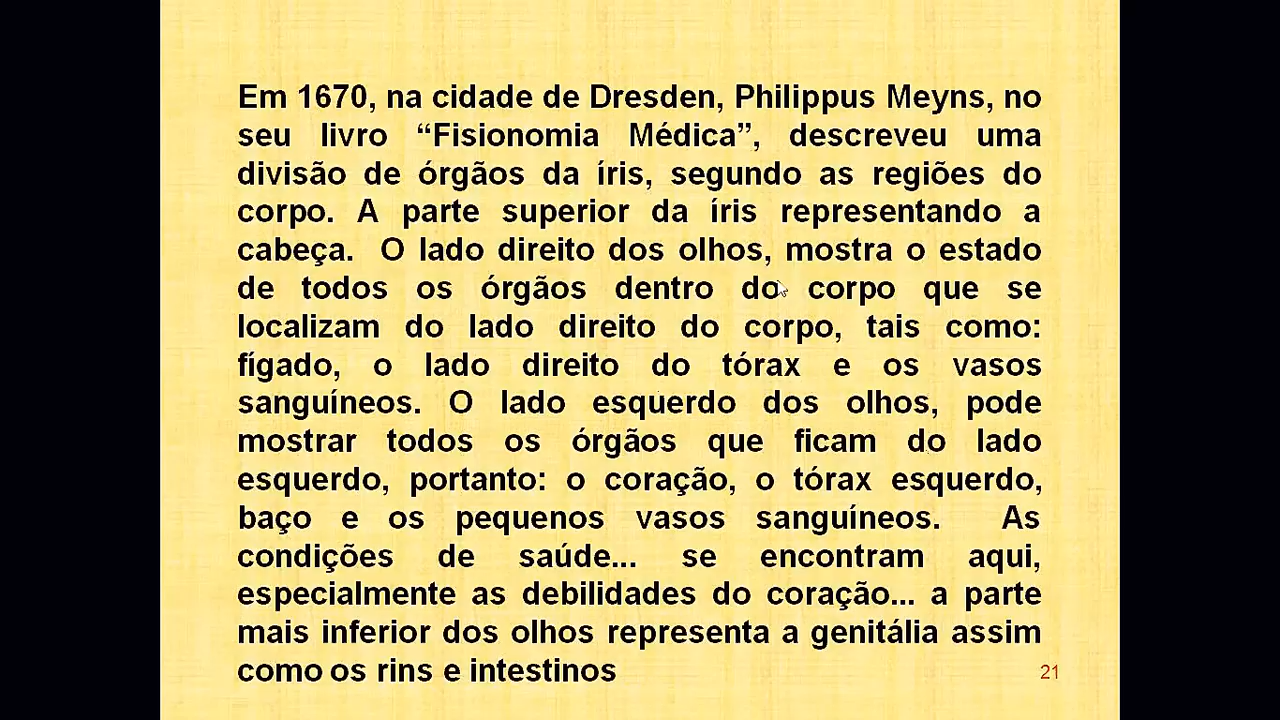 Em 1670, na cidade de Dresden, Philippus Meyns, no
seu livro “Fisionomia Médica”, descreveu uma
divisão de órgãos da íris, segundo as regiões do
corpo. A parte superior da íris representando a
cabeça. O lado direito dos olhos, mostra o estado
de todos os órgãos dentro do corpo que se
localizam do lado direito do corpo, tais como:
fígado, o lado direito do tórax e os vasos
sanguíneos. O lado esquerdo dos olhos, pode
mostrar todos os órgãos que ficam do lado
esquerdo, portanto: o coração, o tórax esquerdo,
baço e os pequenos vasos sanguíneos. As
condições de saúde... se encontram aqui,
especialmente as debilidades do coração... a parte
mais inferior dos olhos representa a genitália assim
como os rins e intestinos
21